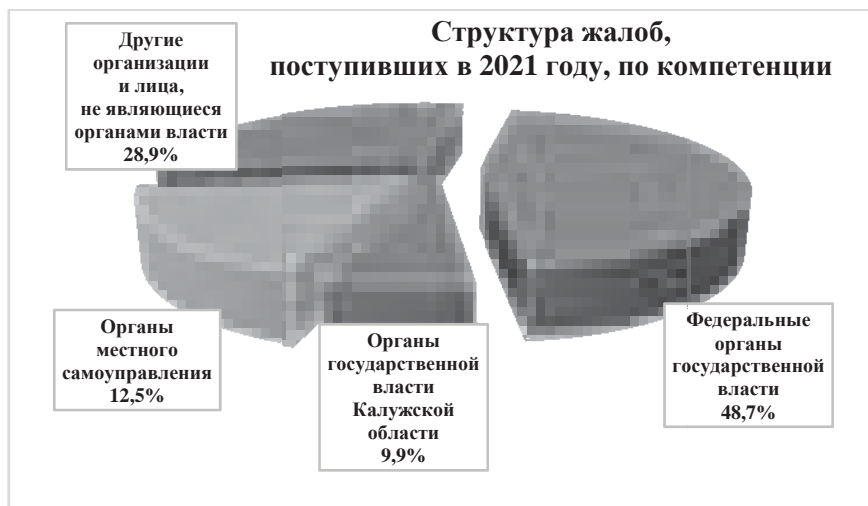 Структура жалоб,
поступивших в 2021 году, по компетенции
Другие
организации
и лица,
не являющиеся
органами власти
28,9%
Органы
местного
самоуправления
12,5%
Органы
государственной
власти
Калужской
области
9,9%
Федеральные
органы
государственной
власти
48,7%